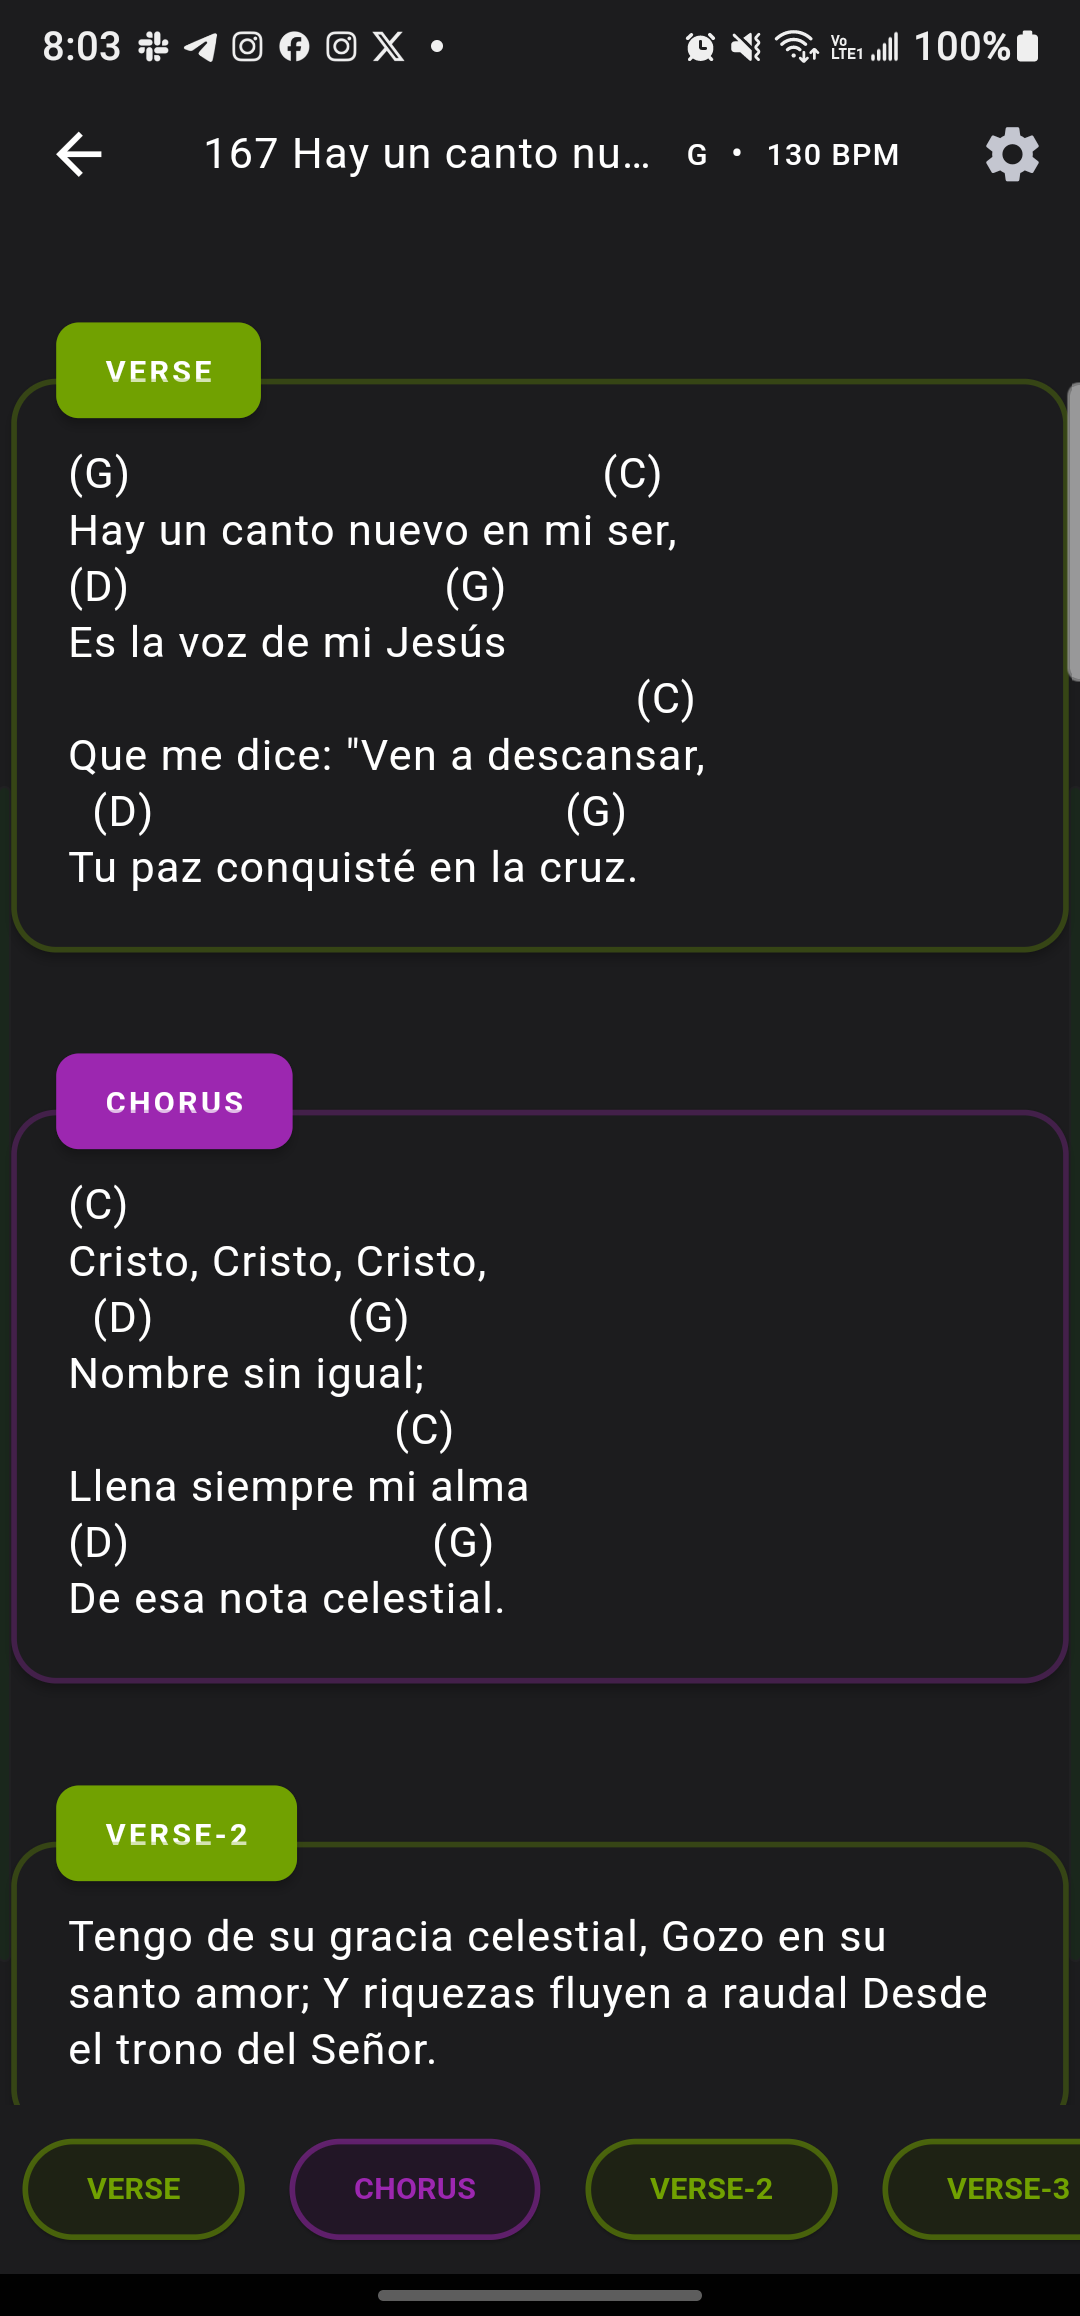 8:03 Vo LTE1 100%
167 Hay un canto nu... G • 130 BPM
VERSE
(G) (C)
Hay un canto nuevo en mi ser,
(D) (G)
Es la voz de mi Jesús
(C)
Que me dice: "Ven a descansar,
(D) (G)
Tu paz conquisté en la cruz.
CHORUS
(C)
Cristo, Cristo, Cristo,
(D) (G)
Nombre sin igual;
(C)
Llena siempre mi alma
(D) (G)
De esa nota celestial.
VERSE-2
Tengo de su gracia celestial, Gozo en su
santo amor; Y riquezas fluyen a raudal Desde
el trono del Señor.
VERSE CHORUS VERSE-2 VERSE-3